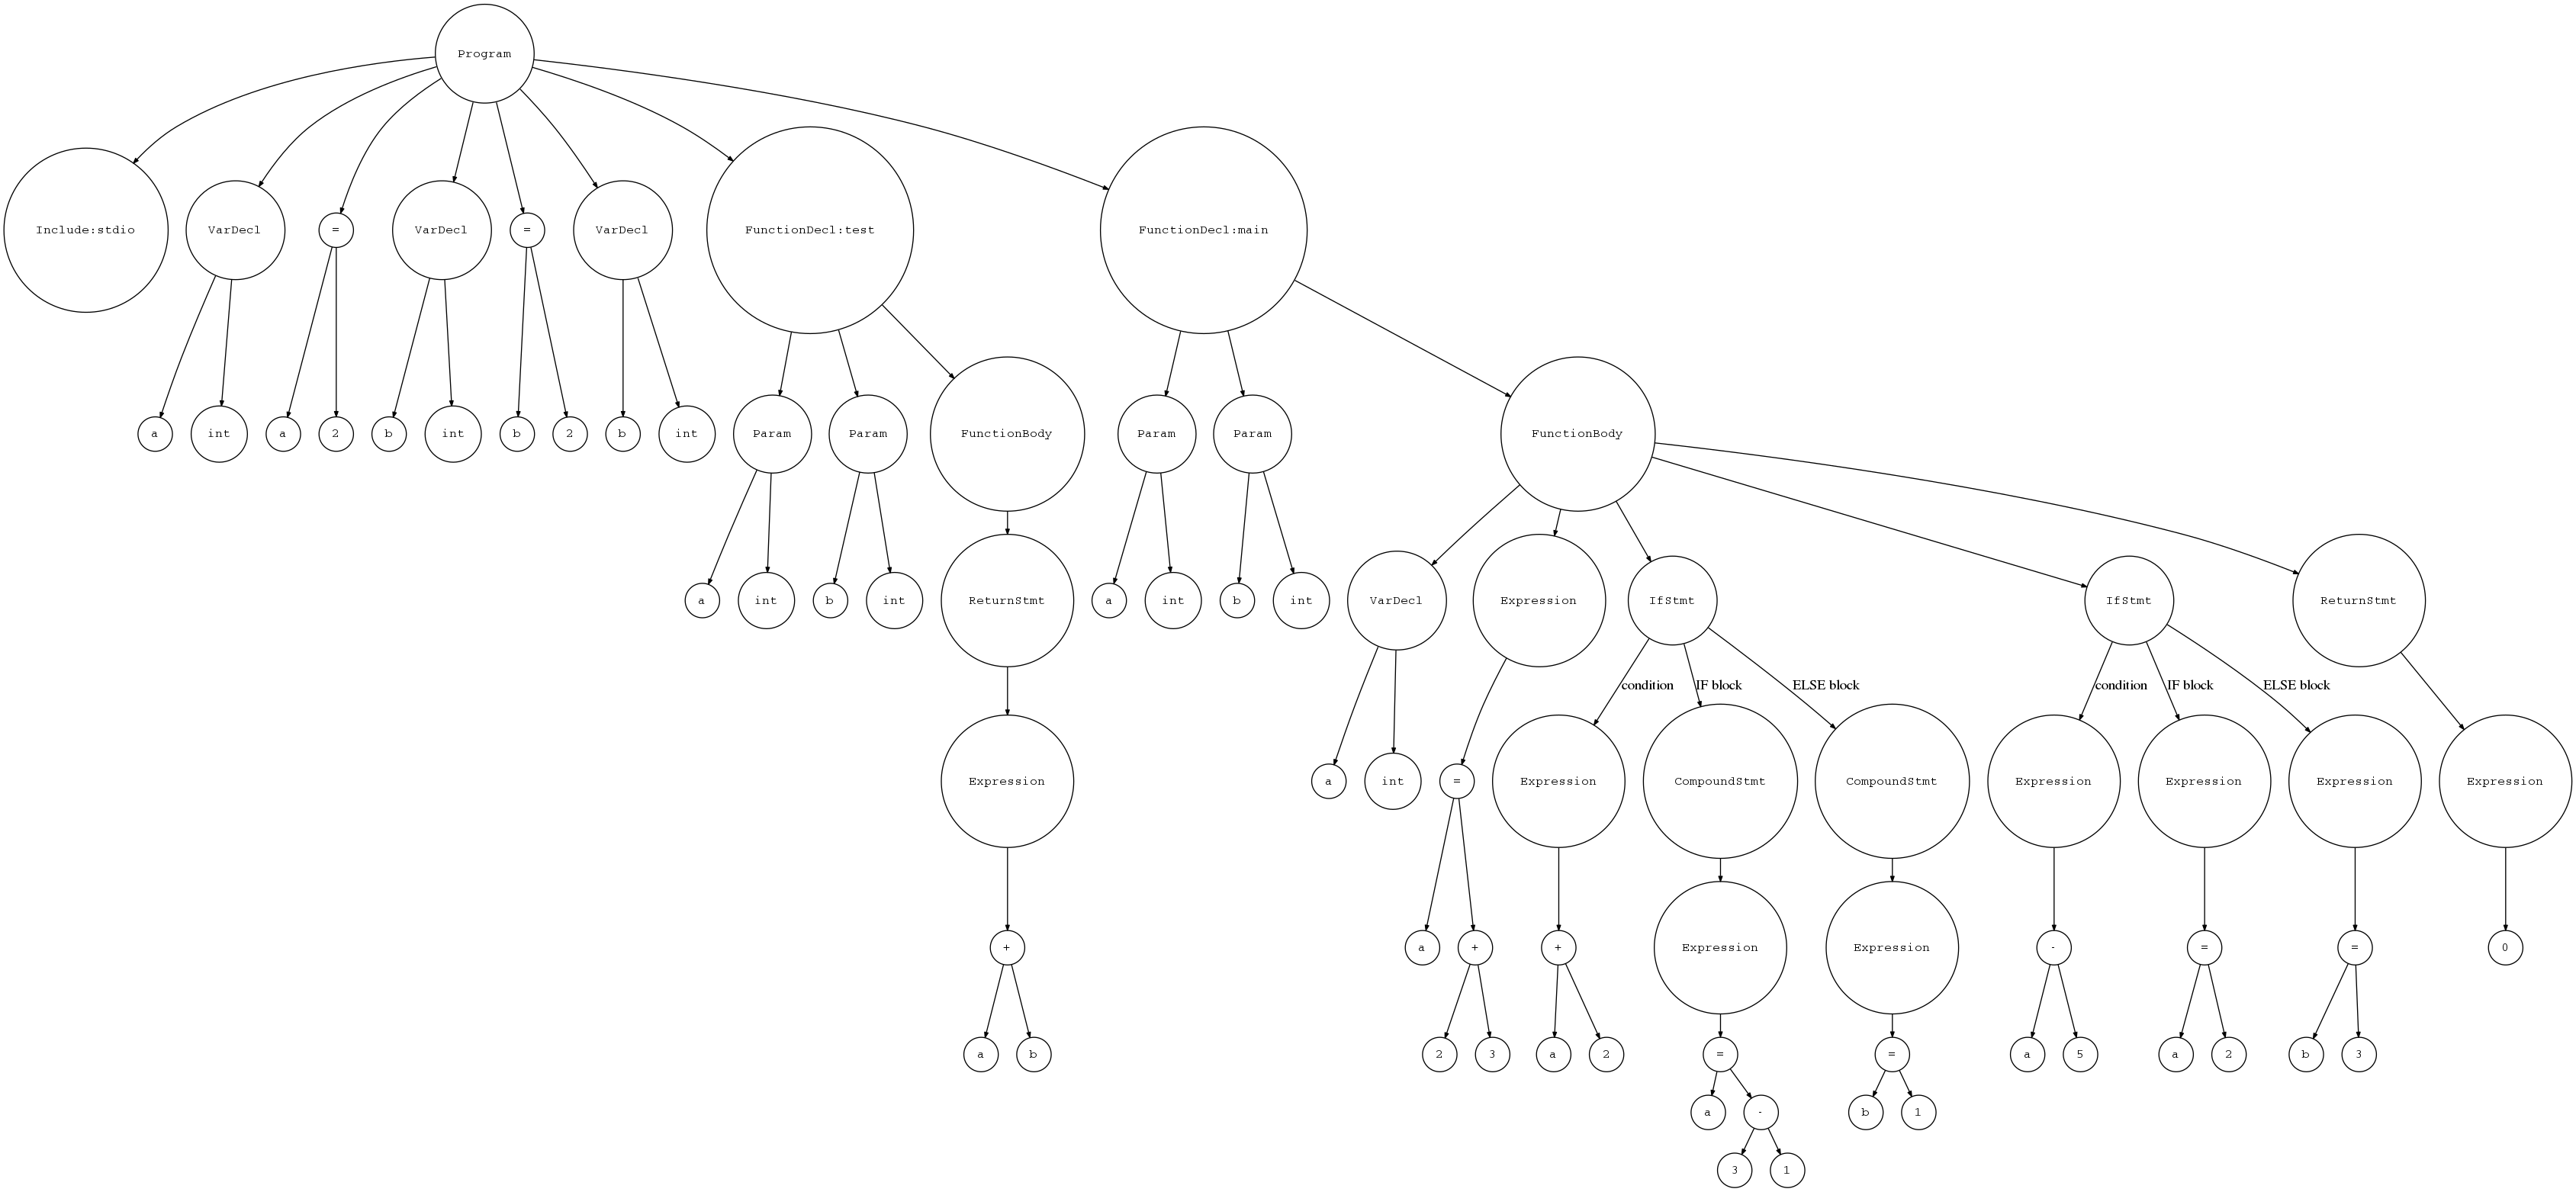 Program
Include:stdio
VarDecl
=
VarDecl
=
VarDecl
FunctionDecl:test
FunctionDecl:main
a
int
a
2
b
int
b
2
b
int
Param
Param
FunctionBody
Param
Param
FunctionBody
a
int
b
int
ReturnStmt
a
int
b
int
VarDecl
Expression
IfStmt
IfStmt
ReturnStmt
condition
IF block
ELSE block
condition
IF block
ELSE block
Expression
a
int
=
Expression
CompoundStmt
CompoundStmt
Expression
Expression
Expression
Expression
+
a
+
+
Expression
Expression
-
=
=
0
a
b
2
3
a
2
=
=
a
5
a
2
b
3
a
-
b
1
3
1